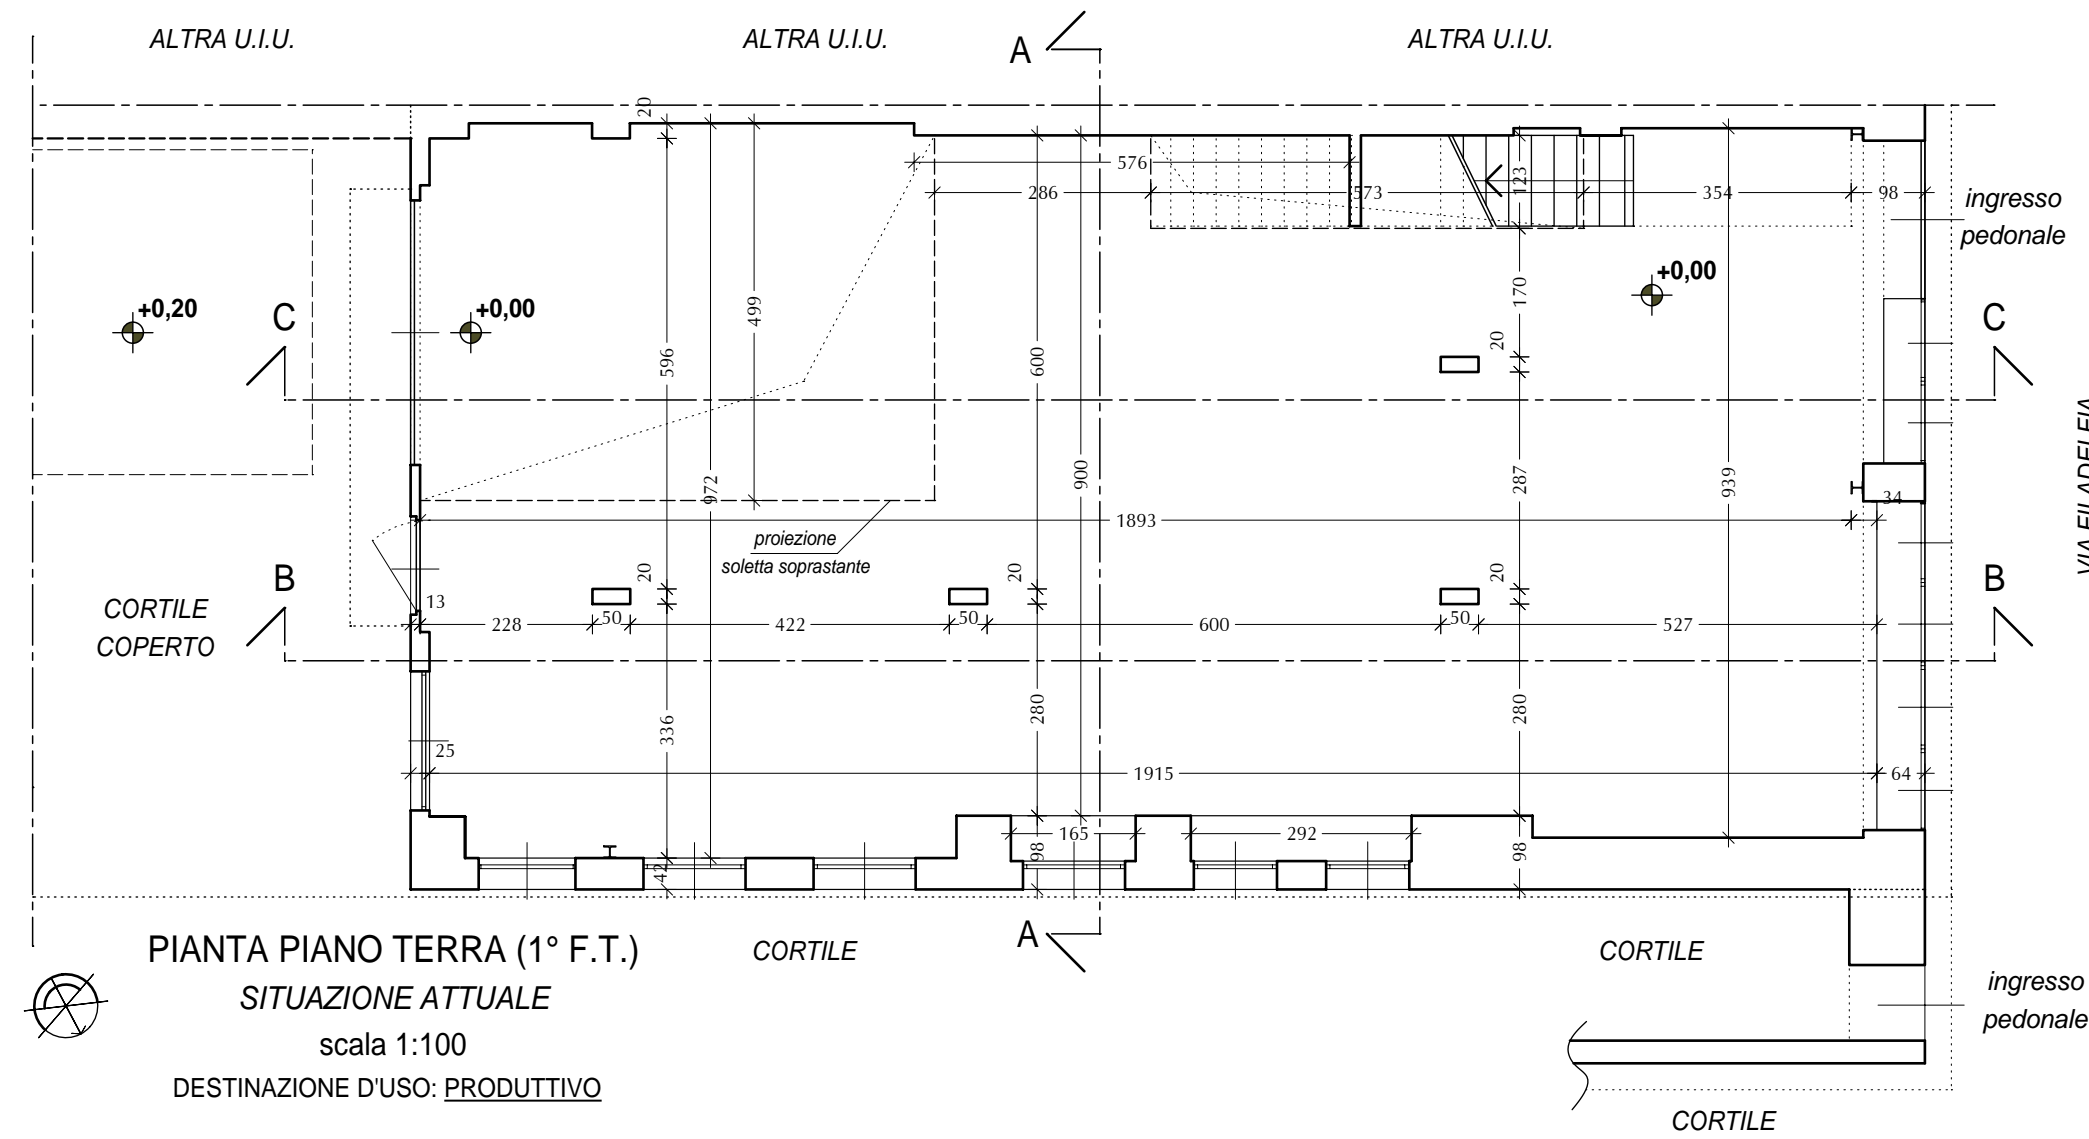 ALTRA U.I.U.
ALTRA U.I.U.
A
ALTRA U.I.U.
20
576
286
573
123
354
98
ingresso
pedonale
+0,20
C
+0,00
499
596
600
170
20
+0,00
C
VIA FILADELFIA
972
900
287
939
34
1893
proiezione
soletta soprastante
B
CORTILE
COPERTO
13
20
20
20
228
50
422
50
600
50
527
B
336
280
280
25
1915
64
165
292
42
98
98
PIANTA PIANO TERRA (1° F.T.)
CORTILE
A
CORTILE
SITUAZIONE ATTUALE
ingresso
pedonale
scala 1:100
DESTINAZIONE D'USO: PRODUTTIVO
CORTILE